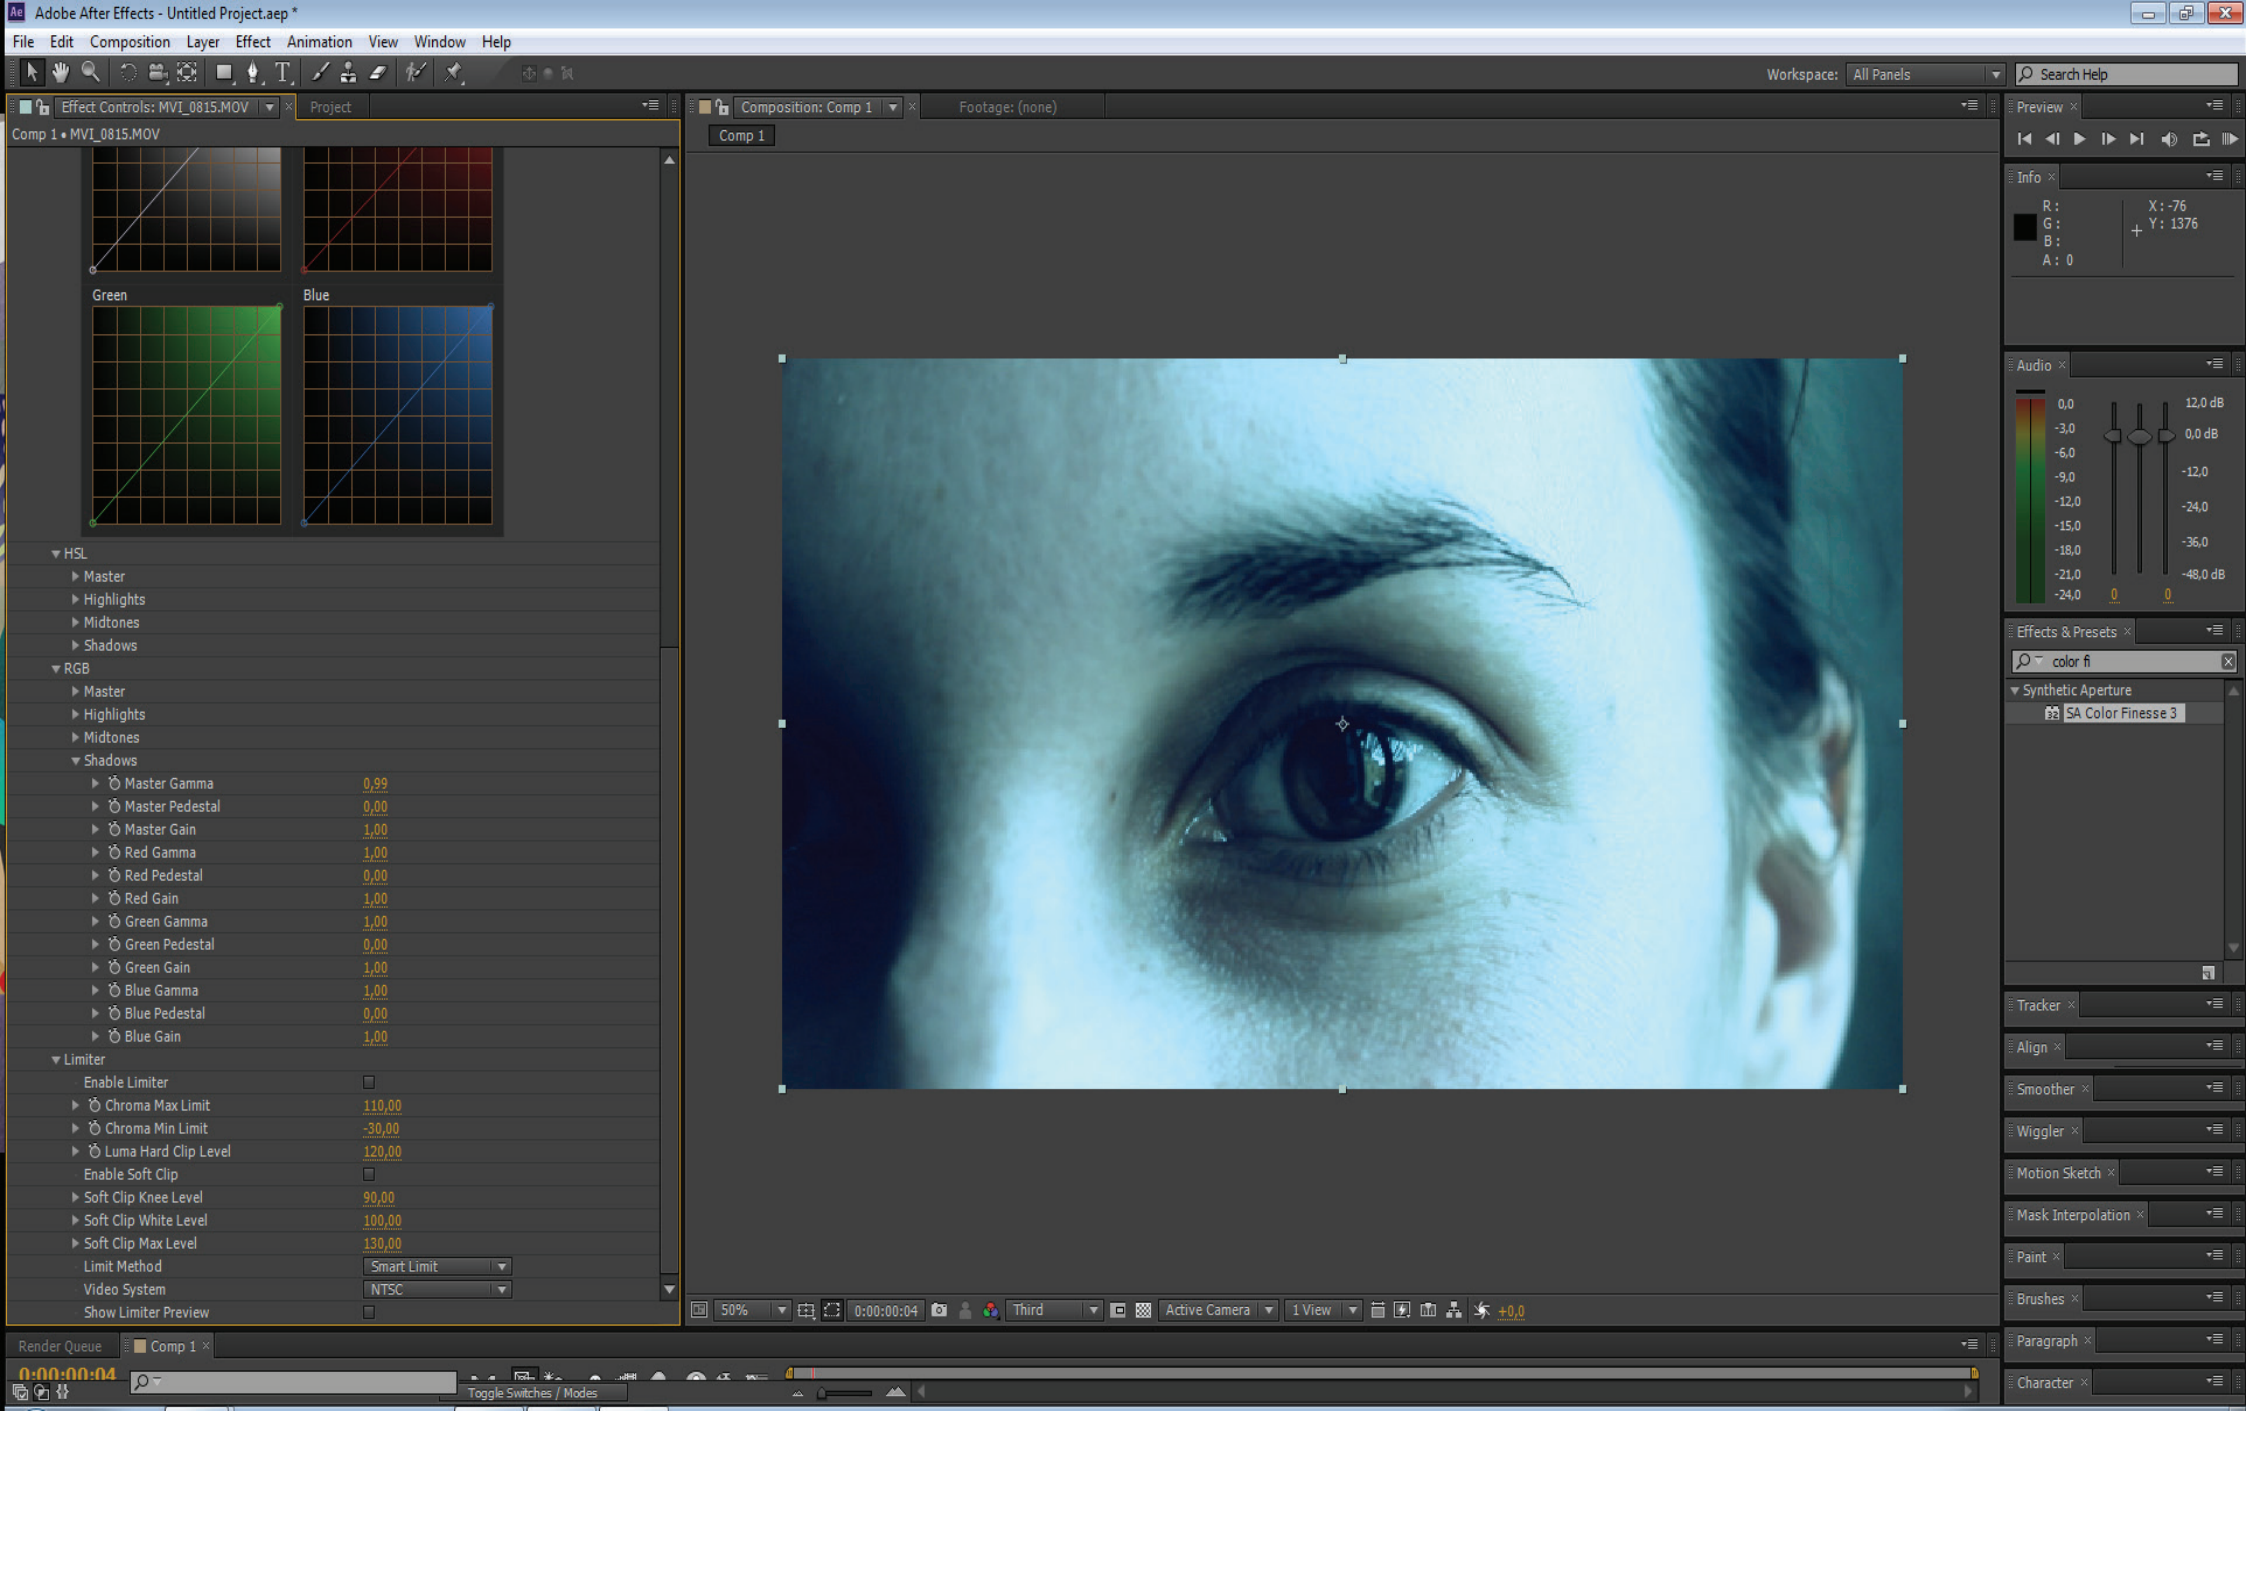 Ae Adobe After Effects - Untitled Project.aep *
File Edit Composition Layer Effect Animation View Window Help
Workspace: All Panels Search Help
Effect Controls: MVI_0815.MOV Project
Comp 1 • MVI_0815.MOV
Green Blue
HSL
Master
Highlights
Midtones
Shadows
RGB
Master
Highlights
Midtones
Shadows
Master Gamma 0,99
Master Pedestal 0,00
Master Gain 1,00
Red Gamma 1,00
Red Pedestal 0,00
Red Gain 1,00
Green Gamma 1,00
Green Pedestal 0,00
Green Gain 1,00
Blue Gamma 1,00
Blue Pedestal 0,00
Blue Gain 1,00
Limiter
Enable Limiter
Chroma Max Limit 110,00
Chroma Min Limit -30,00
Luma Hard Clip Level 120,00
Enable Soft Clip
Soft Clip Knee Level 90,00
Soft Clip White Level 100,00
Soft Clip Max Level 130,00
Limit Method Smart Limit
Video System NTSC
Show Limiter Preview
Composition: Comp 1 Footage: (none)
Comp 1
50% 0:00:00:04 Third Active Camera 1 View +0,0
Preview
Info
R: X: -76
G: Y: 1376
B:
A: 0
Audio
0,0 12,0 dB
-3,0 0,0 dB
-6,0
-9,0 -12,0
-12,0 -24,0
-15,0
-18,0 -36,0
-21,0 -48,0 dB
-24,0 0 0
Effects & Presets
color fi
Synthetic Aperture
32 SA Color Finesse 3
Tracker
Align
Smoother
Wiggler
Motion Sketch
Mask Interpolation
Paint
Brushes
Paragraph
Character
Render Queue Comp 1
0:00:00:04
Toggle Switches / Modes